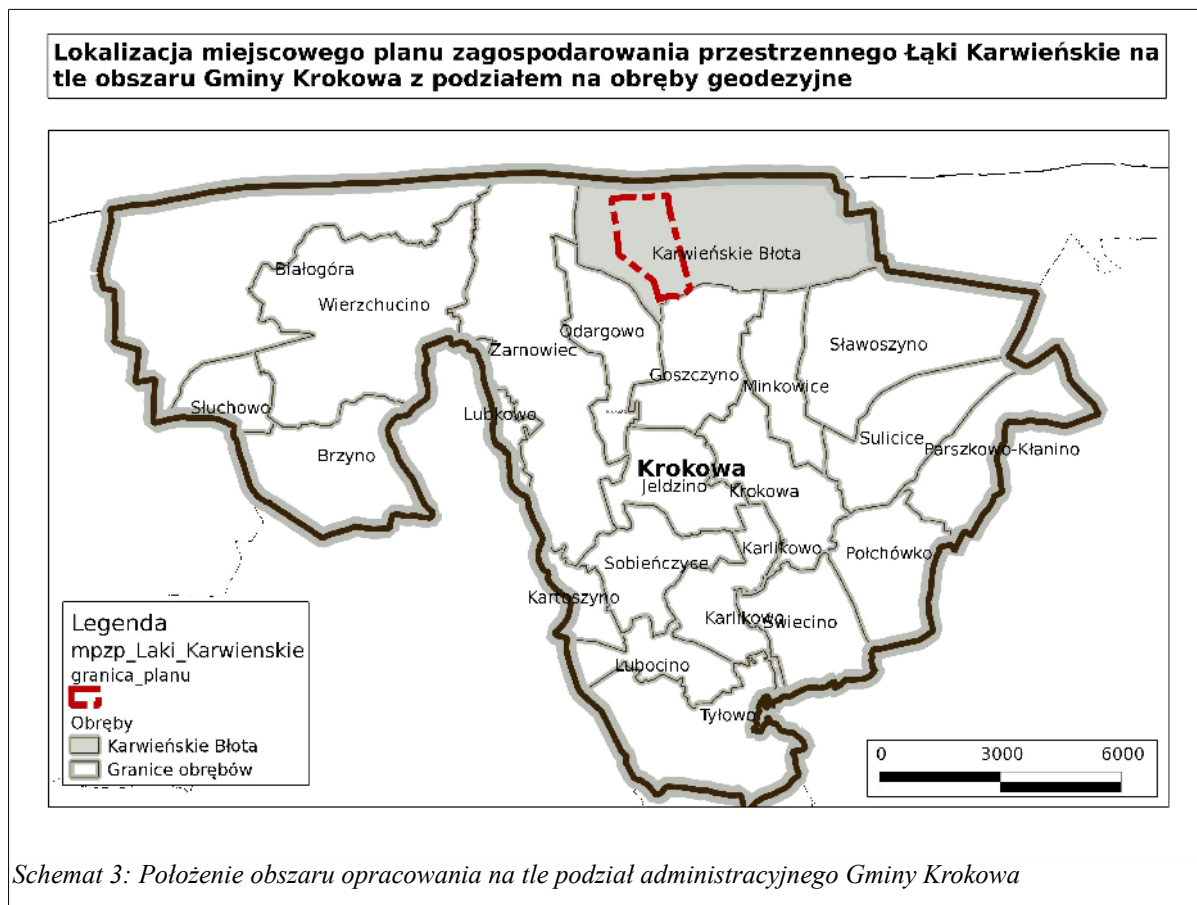 Lokalizacja miejscowego planu zagospodarowania przestrzennego Łąki Karwieńskie na
tle obszaru Gminy Krokowa z podziałem na obręby geodezyjne
Karwieńskie Błota
Białogóra
Wierzchucino
Odargowo
Żarnowiec
Sławoszyno
Goszczyno
Minkowice
Słuchowo
Lubkowo
Sulicice
Parszkowo-Kłanino
Brzyno
Krokowa
Jeldzino
Krokowa
Karlikowo
Połchówko
Sobieńczyce
Kartoszyno
Karlikowo
Świecino
Lubocino
Tyłowo
Legenda
mpzp_Laki_Karwienskie
granica_planu
Obręby
Karwieńskie Błota
Granice obrębów
0 3000 6000
Schemat 3: Położenie obszaru opracowania na tle podział administracyjnego Gminy Krokowa